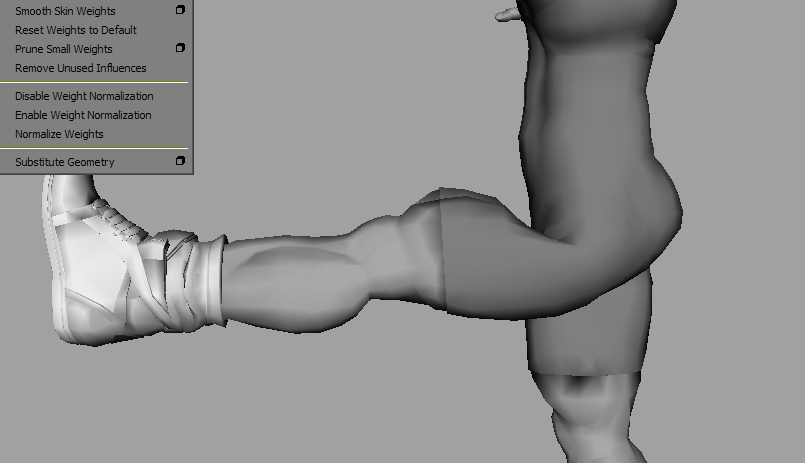 Smooth Skin Weights
Reset Weights to Default
Prune Small Weights
Remove Unused Influences
Disable Weight Normalization
Enable Weight Normalization
Normalize Weights
Substitute Geometry